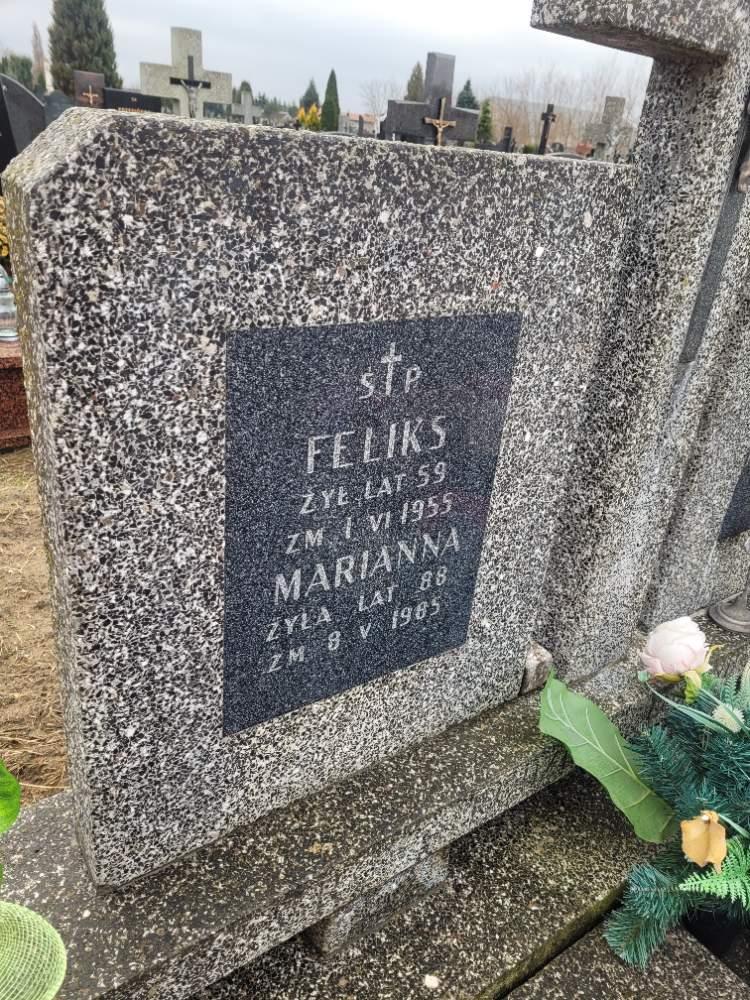 Ś † P
FELIKS
ŻYŁ LAT 59
ZM. 1 VI 1955
MARIANNA
ŻYŁA LAT 88
ZM 8 V 1985